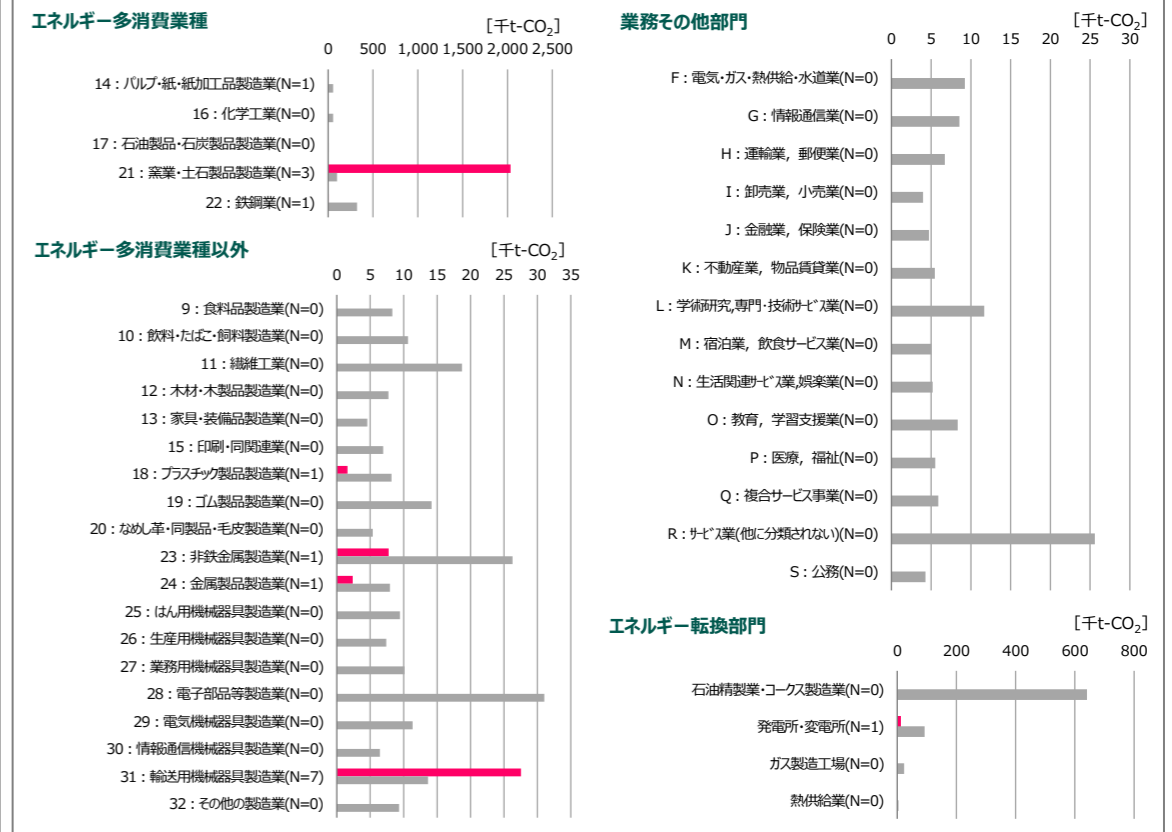 エネルギー多消費業種
[千t-CO2]
0 500 1,000 1,500 2,000 2,500
14：パルプ・紙・紙加工品製造業(N=1)
16：化学工業(N=0)
17：石油製品・石炭製品製造業(N=0)
21：窯業・土石製品製造業(N=3)
22：鉄鋼業(N=1)
エネルギー多消費業種以外
[千t-CO2]
0 5 10 15 20 25 30 35
9：食料品製造業(N=0)
10：飲料・たばこ・飼料製造業(N=0)
11：繊維工業(N=0)
12：木材・木製品製造業(N=0)
13：家具・装備品製造業(N=0)
15：印刷・同関連業(N=0)
18：プラスチック製品製造業(N=1)
19：ゴム製品製造業(N=0)
20：なめし革・同製品・毛皮製造業(N=0)
23：非鉄金属製造業(N=1)
24：金属製品製造業(N=1)
25：はん用機械器具製造業(N=0)
26：生産用機械器具製造業(N=0)
27：業務用機械器具製造業(N=0)
28：電子部品等製造業(N=0)
29：電気機械器具製造業(N=0)
30：情報通信機械器具製造業(N=0)
31：輸送用機械器具製造業(N=7)
32：その他の製造業(N=0)
業務その他部門
[千t-CO2]
0 5 10 15 20 25 30
F：電気・ガス・熱供給・水道業(N=0)
G：情報通信業(N=0)
H：運輸業，郵便業(N=0)
I：卸売業，小売業(N=0)
J：金融業，保険業(N=0)
K：不動産業，物品賃貸業(N=0)
L：学術研究,専門・技術ｻｰﾋﾞｽ業(N=0)
M：宿泊業，飲食サービス業(N=0)
N：生活関連ｻｰﾋﾞｽ業,娯楽業(N=0)
O：教育，学習支援業(N=0)
P：医療，福祉(N=0)
Q：複合サービス事業(N=0)
R：ｻｰﾋﾞｽ業(他に分類されない)(N=0)
S：公務(N=0)
エネルギー転換部門
[千t-CO2]
0 200 400 600 800
石油精製業・コークス製造業(N=0)
発電所・変電所(N=1)
ガス製造工場(N=0)
熱供給業(N=0)